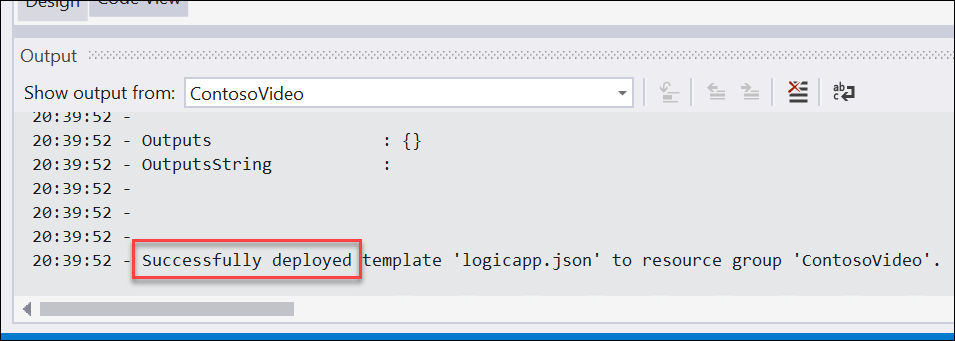 Design Code View
Output
Show output from: ContosoVideo
20:39:52 -
20:39:52 - Outputs : {}
20:39:52 - OutputsString :
20:39:52 -
20:39:52 -
20:39:52 -
20:39:52 - Successfully deployed template 'logicapp.json' to resource group 'ContosoVideo'.